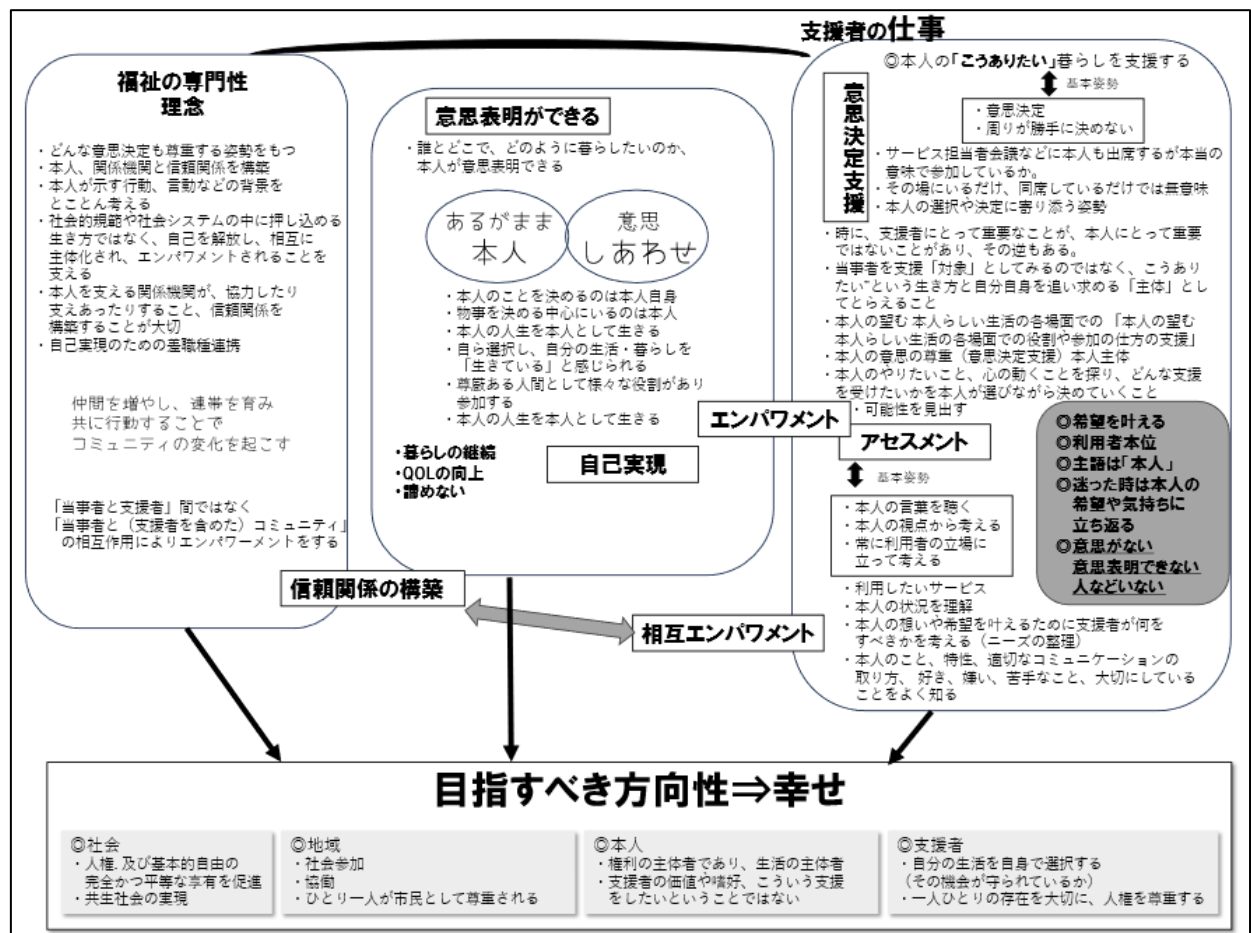 支援者の仕事
福祉の専門性
理念
・どんな意思決定も尊重する姿勢をもつ
・本人、関係機関と信頼関係を構築
・本人が示す行動、言動などの背景を
とことん考える
・社会的規範や社会システムの中に押し込める
生き方ではなく、自己を解放し、相互に
主体化され、エンパワメントされることを
支える
・本人を支える関係機関が、協力したり
支えあったりすること、信頼関係を
構築することが大切
・自己実現のための
仲間を増やし、連帯を育み
共に行動することで
コミュニティの変化を起こす
「当事者と支援者」間ではなく
「当事者と（支援者を含めた）コミュニティ」
の相互作用によりエンパワーメントをする
意思表明ができる
・誰とどこで、どのように暮らしたいのか、
本人が意思表明できる
あるがまま
本人
意思
しあわせ
・本人のことを決めるのは本人自身
・物事を決める中心にいるのは本人
・本人の人生を本人として生きる
・自ら選択し、自分の生活・暮らしを
「生きている」と感じられる
・尊厳ある人間として様々な役割があり
参加する
・本人の人生を本人として生きる
・暮らしの継続
・QOLの向上
・諦めない
自己実現
エンパワメント
信頼関係の構築
相互エンパワメント
◎本人の「こうありたい」暮らしを支援する
基本姿勢
意思決定支援
・意思決定
・周りが勝手に決めない
・サービス担当者会議などに本人も出席するが本当の
意味で参加しているか。
・その場にいるだけ、同席しているだけでは無意味
・本人の選択や決定に寄り添う姿勢
・時に、支援者にとって重要なことが、本人にとって重要
ではないことがあり、その逆もある。
・当事者を支援「対象」としてみるのではなく、こうあり
たい”という生き方と自分自身を追い求める「主体」とし
てとらえること
・本人の望む 本人らしい生活の各場面での 「本人の望む
本人らしい生活の各場面での役割や参加の仕方の支援」
・本人の意思の尊重（意思決定支援）本人主体
・本人のやりたいこと、心の動くことを探り、どんな支援
を受けたいかを本人が選びながら決めていくこと
・可能性を見出す
アセスメント
基本姿勢
・本人の言葉を聴く
・本人の視点から考える
・常に利用者の立場に
立って考える
◎希望を叶える
◎利用者本位
◎主語は「本人」
◎迷った時は本人の
希望や気持ちに
立ち返る
◎意思がない
意思表明できない
人などいない
・利用したいサービス
・本人の状況を理解
・本人の想いや希望を叶えるために支援者が何を
すべきかを考える（ニーズの整理）
・本人のこと、特性、適切なコミュニケーションの
取り方、好き、嫌い、苦手なこと、大切にしている
ことをよく知る
目指すべき方向性⇒幸せ
◎社会
・人権.及び基本的自由の
完全かつ平等な享有を促進
・共生社会の実現
◎地域
・社会参加
・協働
・ひとり一人が市民として尊重される
◎本人
・権利の主体者であり、生活の主体者
・支援者の価値や嗜好、こういう支援
をしたいということではない
◎支援者
・自分の生活を自身で選択する
（その機会が守られているか）
・一人ひとりの存在を大切に、人権を尊重する